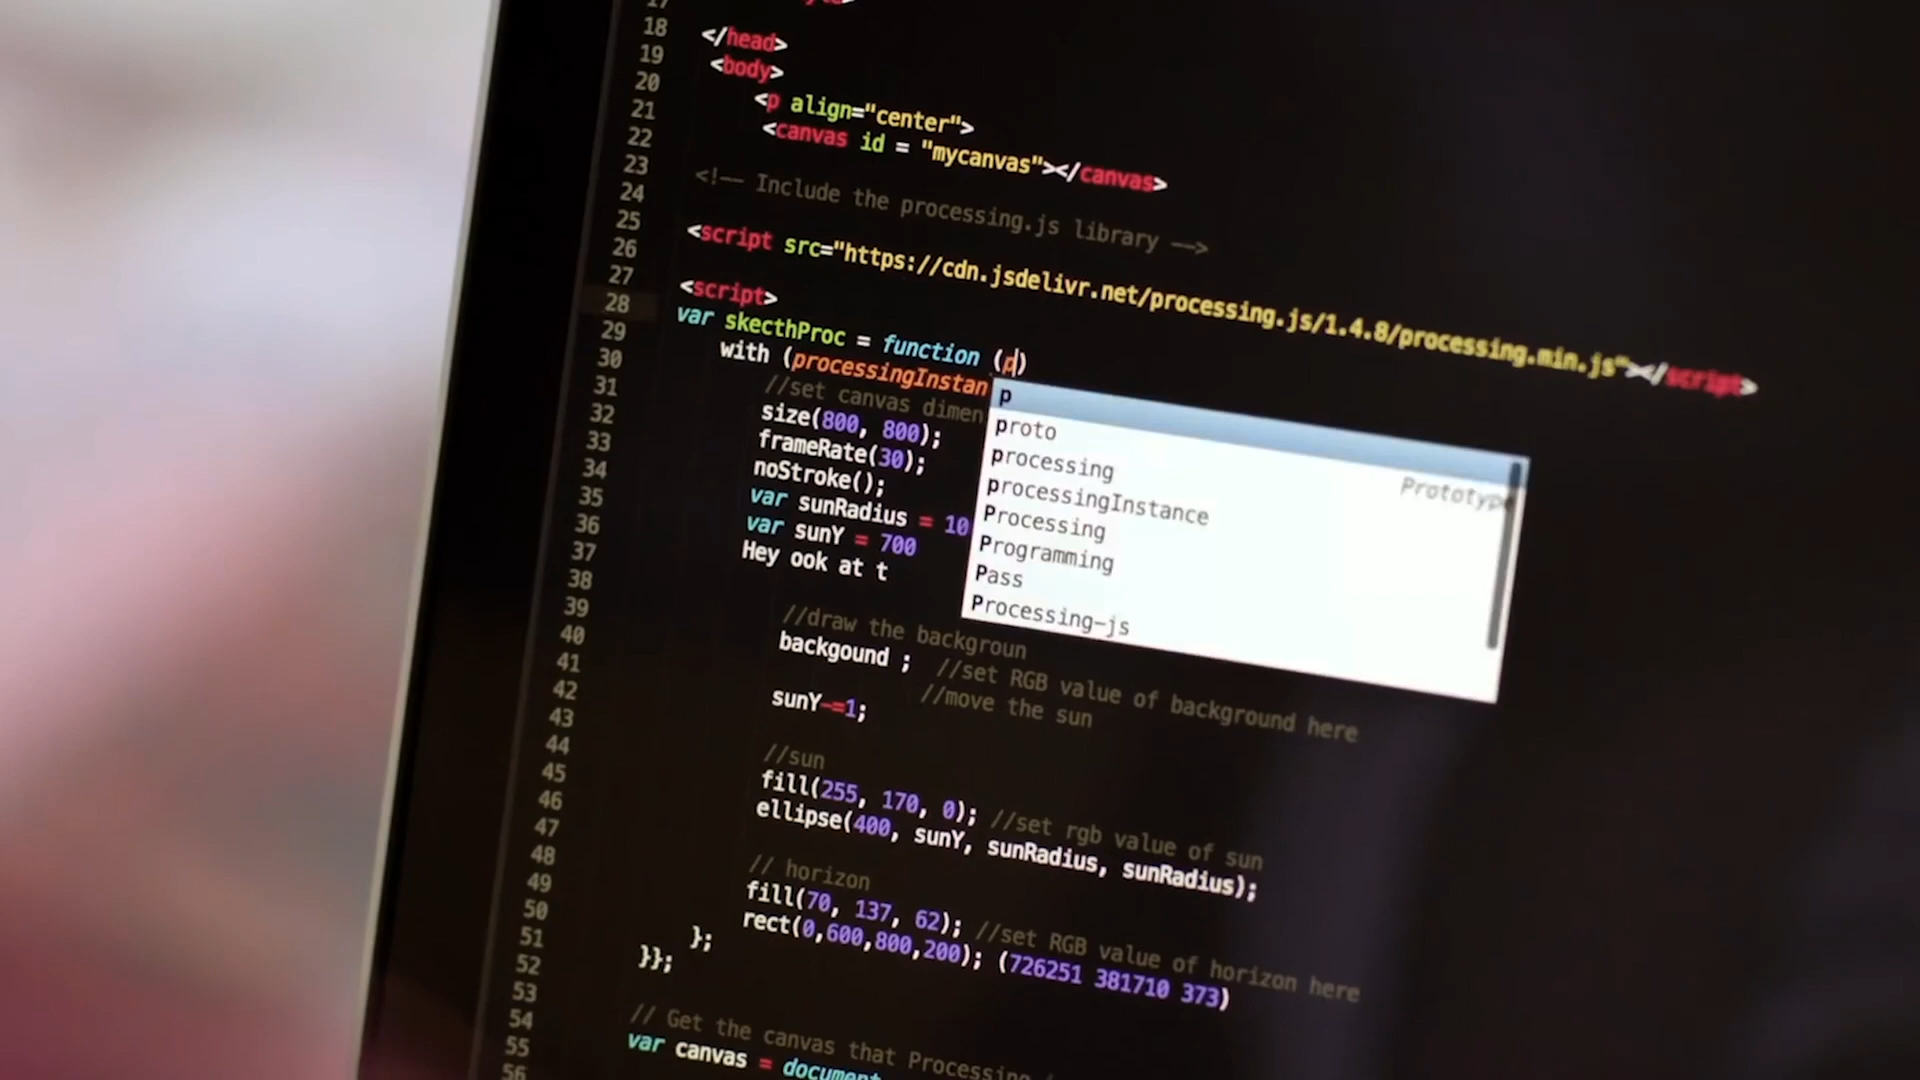 17
18 </head>
19 <body>
20
21 <p align="center">
22 <canvas id = "mycanvas"></canvas>
23
24 <!-- Include the processing.js library -->
25
26 <script src="https://cdn.jsdelivr.net/processing.js/1.4.8/processing.min.js"></script>
27
28 <script>
29 var skecthProc = function (p)
30 with (processingInstan
31 //set canvas dimen
32 size(800, 800);
33 frameRate(30);
34 noStroke();
35 var sunRadius = 10
36 var sunY = 700
37 Hey ook at t
38
39 //draw the backgroun
40 backgound ; //set RGB value of background here
41 //move the sun
42 sunY-=1;
43
44 //sun
45 fill(255, 170, 0); //set rgb value of sun
46 ellipse(400, sunY, sunRadius, sunRadius);
47
48 // horizon
49 fill(70, 137, 62); //set RGB value of horizon here
50 rect(0,600,800,200); (726251 381710 373)
51 };
52 }};
53
54 // Get the canvas that Processing
55 var canvas = document
56
p
proto Prototype
processing
processingInstance
Processing
Programming
Pass
Processing-js